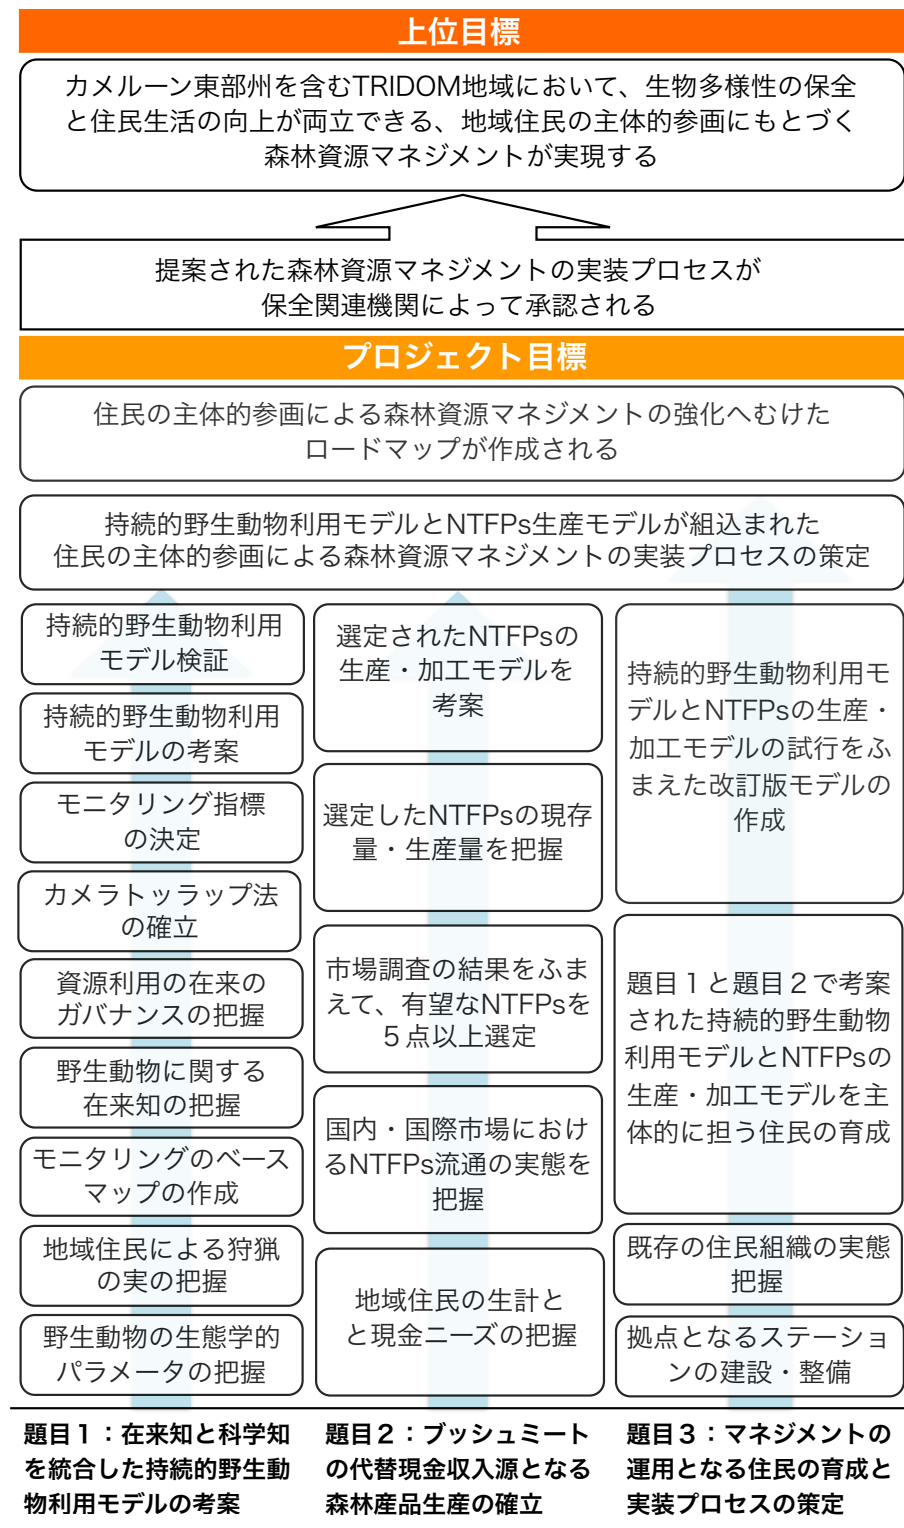 上位目標
カメルーン東部州を含むTRIDOM地域において、生物多様性の保全
と住民生活の向上が両立できる、地域住民の主体的参画にもとづく
森林資源マネジメントが実現する
提案された森林資源マネジメントの実装プロセスが
保全関連機関によって承認される
プロジェクト目標
住民の主体的参画による森林資源マネジメントの強化へむけた
ロードマップが作成される
持続的野生動物利用モデルとNTFPs生産モデルが組込まれた
住民の主体的参画による森林資源マネジメントの実装プロセスの策定
持続的野生動物利用
モデル検証
持続的野生動物利用
モデルの考案
モニタリング指標
の決定
カメラトッラップ法
の確立
資源利用の在来の
ガバナンスの把握
野生動物に関する
在来知の把握
モニタリングのベース
マップの作成
地域住民による狩猟
の実の把握
野生動物の生態学的
パラメータの把握
題目1：在来知と科学知
を統合した持続的野生動
物利用モデルの考案
選定されたNTFPsの
生産・加工モデルを
考案
選定したNTFPsの現存
量・生産量を把握
市場調査の結果をふま
えて、有望なNTFPsを
５点以上選定
国内・国際市場におけ
るNTFPs流通の実態を
把握
地域住民の生計と
と現金ニーズの把握
題目２：ブッシュミート
の代替現金収入源となる
森林産品生産の確立
持続的野生動物利用モ
デルとNTFPsの生産・
加工モデルの試行をふ
まえた改訂版モデルの
作成
題目１と題目２で考案
された持続的野生動物
利用モデルとNTFPsの
生産・加工モデルを主
体的に担う住民の育成
既存の住民組織の実態
把握
拠点となるステーショ
ンの建設・整備
題目３：マネジメントの
運用となる住民の育成と
実装プロセスの策定